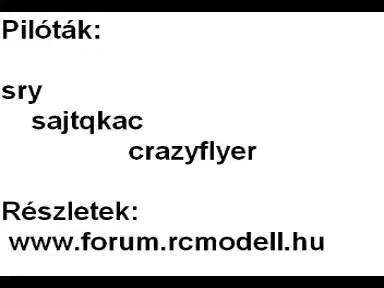 Pilóták:
sry
sajtqkac
crazyflyer
Részletek:
www.forum.rcmodell.hu